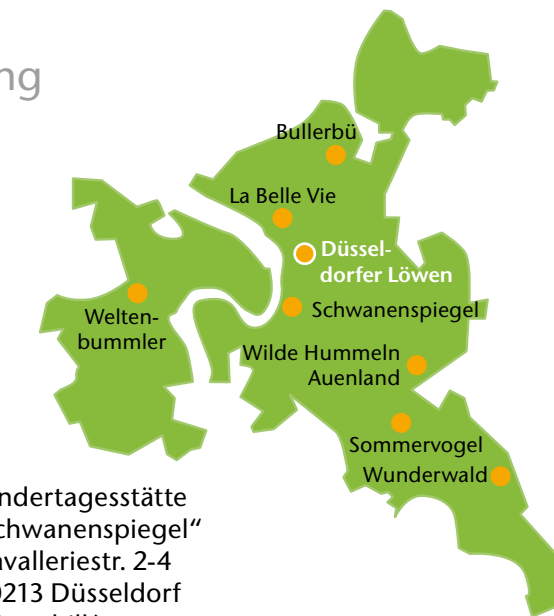 ng
Bullerbü
La Belle Vie
Düssel-
dorfer Löwen
Welten-
bummler
Schwanenspiegel
Wilde Hummeln
Auenland
Sommervogel
Wunderwald
ndertagesstätte
chwanenspiegel“
avalleriestr. 2-4
0213 Düsseldorf